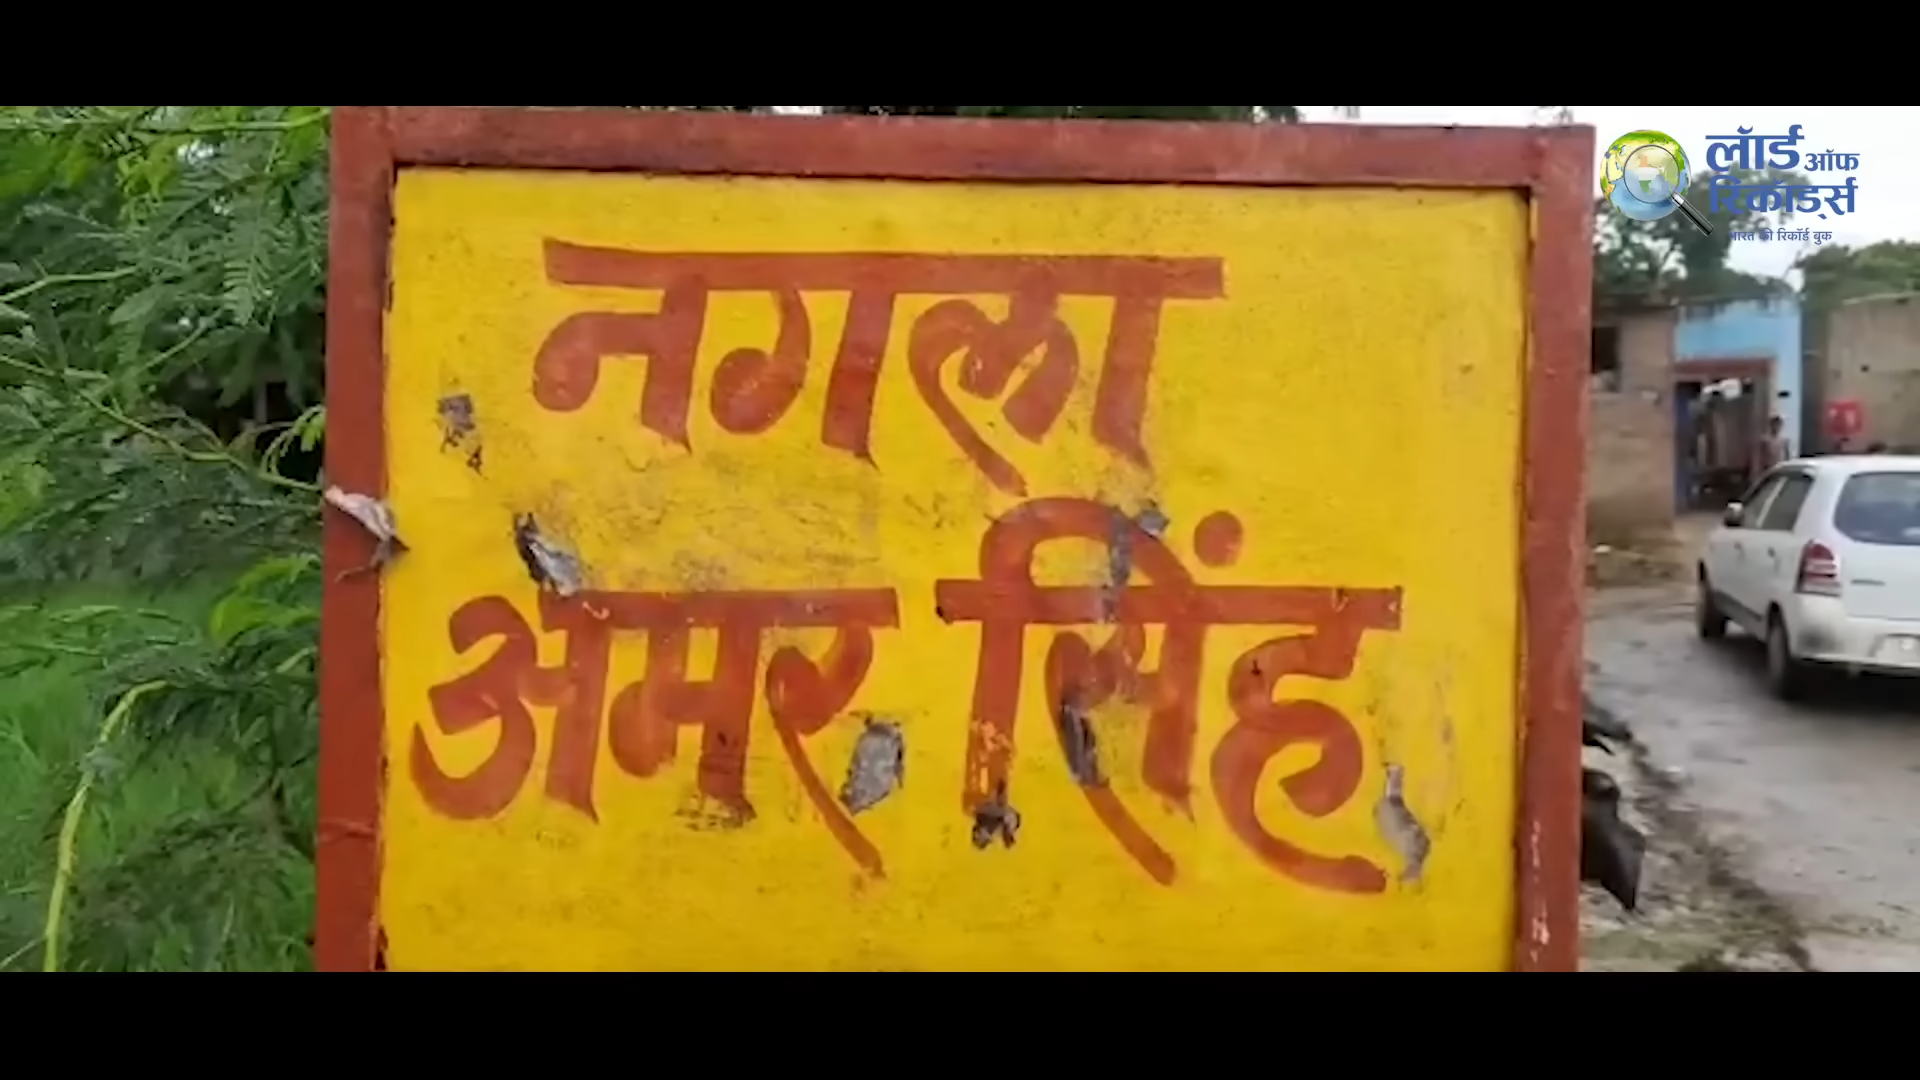 नगला
अमर सिंह
लॉर्ड ऑफ
रिकॉर्ड्स
भारत की रिकॉर्ड बुक